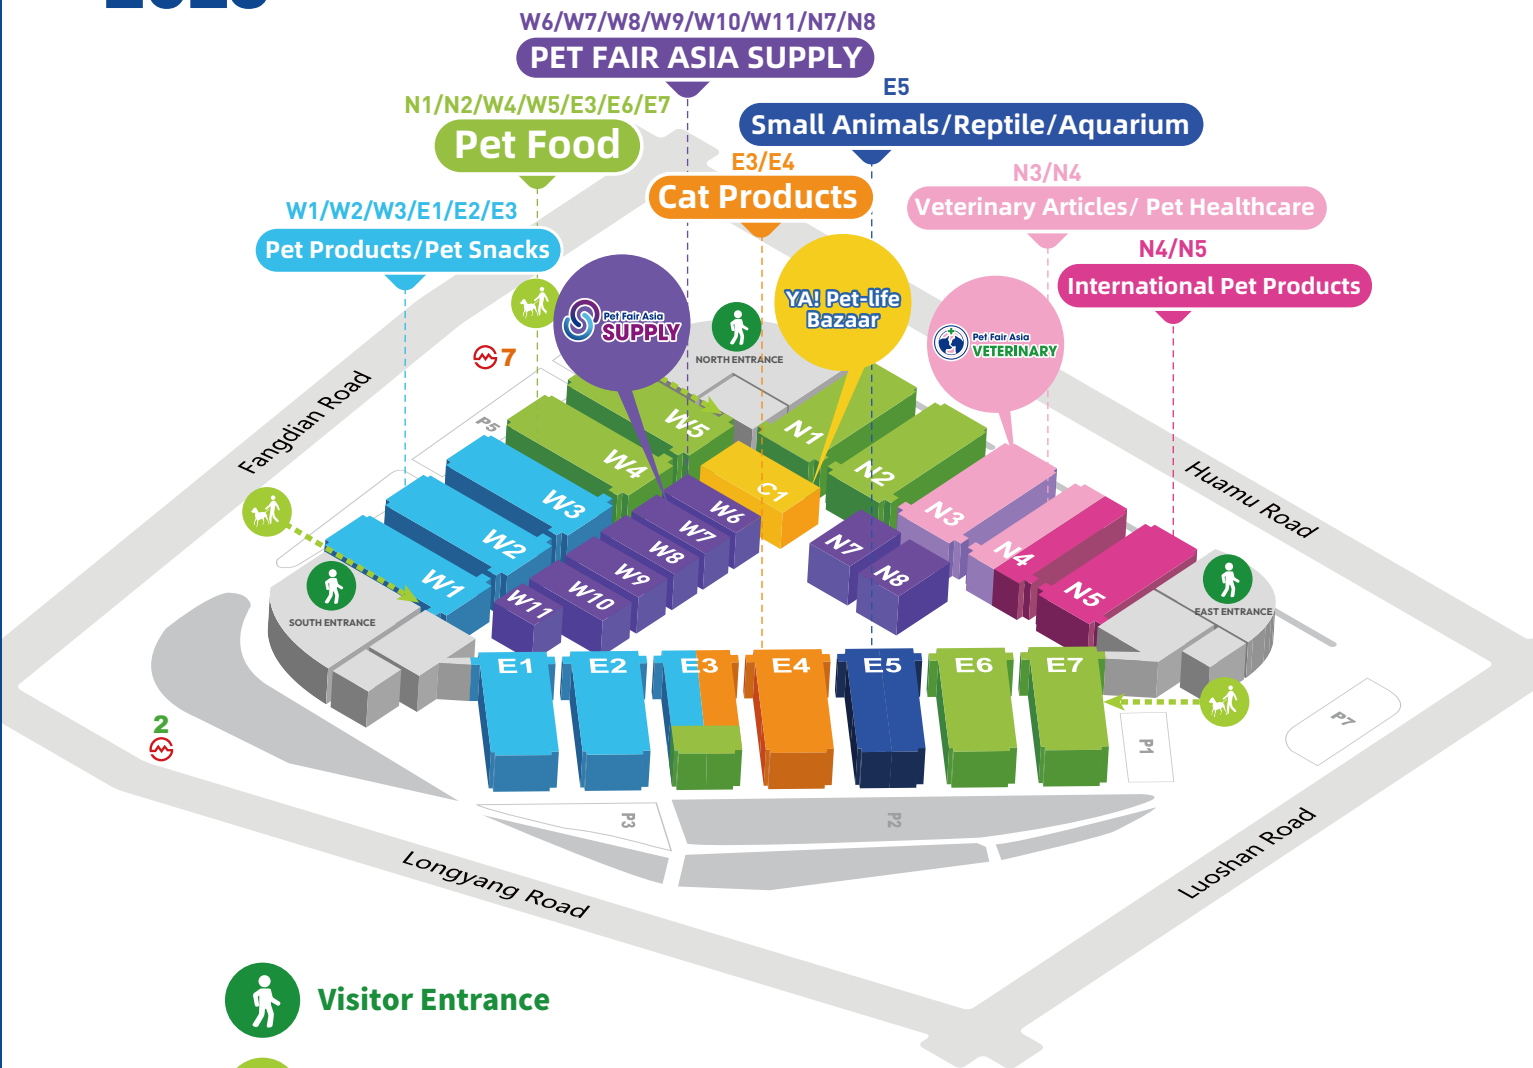 W6/W7/W8/W9/W10/W11/N7/N8
PET FAIR ASIA SUPPLY
E5
Small Animals/Reptile/Aquarium
N1/N2/W4/W5/E3/E6/E7
Pet Food
E3/E4
Cat Products
N3/N4
Veterinary Articles/ Pet Healthcare
W1/W2/W3/E1/E2/E3
Pet Products/Pet Snacks
N4/N5
International Pet Products
Pet Fair Asia
SUPPLY
YA! Pet-life
Bazaar
Pet Fair Asia
VETERINARY
NORTH ENTRANCE
7
Fangdian Road
Huamu Road
P5
W5
W4
W3
W2
W1
N1
N2
N3
N4
N5
C1
W6
W7
W8
W9
W10
W11
N7
N8
SOUTH ENTRANCE
EAST ENTRANCE
E1
E2
E3
E4
E5
E6
E7
2
P1
P7
P3
P2
Longyang Road
Luoshan Road
Visitor Entrance